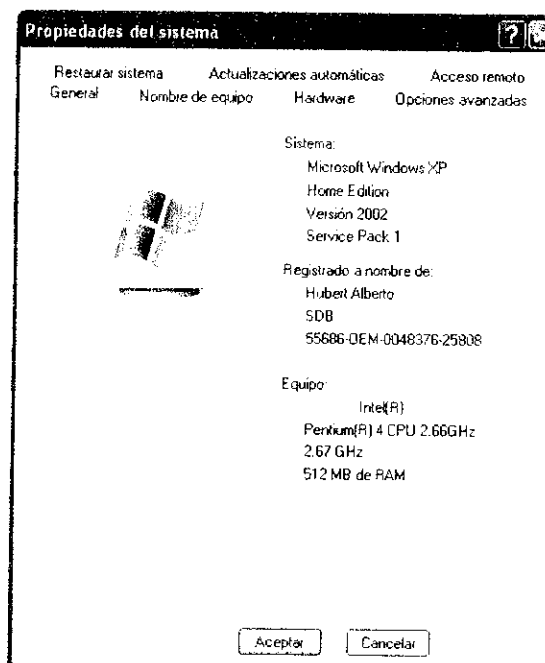 Propiedades del sistema
Restaurar sistema Actualizaciones automáticas Acceso remoto
General Nombre de equipo Hardware Opciones avanzadas
Sistema:
Microsoft Windows XP
Home Edition
Versión 2002
Service Pack 1
Registrado a nombre de:
Hubert Alberto
SDB
55686-OEM-0048376-25808
Equipo:
Intel(R)
Pentium(R) 4 CPU 2.66GHz
2.67 GHz
512 MB de RAM
Aceptar Cancelar